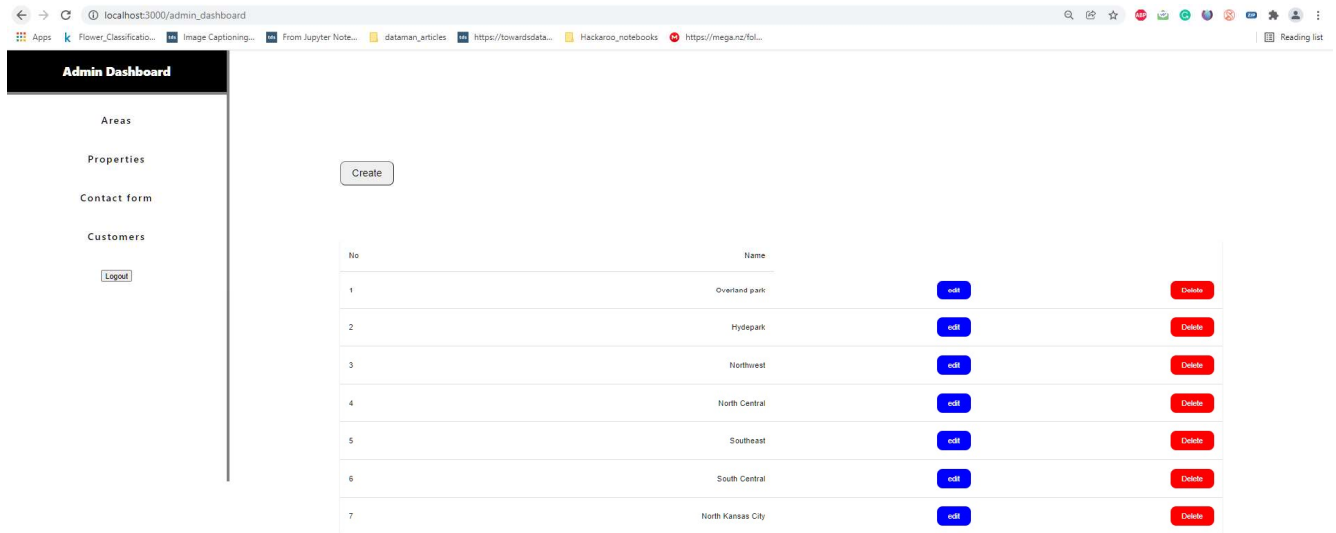 localhost:3000/admin_dashboard
Apps Flower_Classificatio... Image Captioning... From Jupyter Note... dataman_articles https://towardsdata... Hackaroo_notebooks https://mega.nz/fol... Reading list
Admin Dashboard
Areas
Properties
Contact form
Customers
Logout
Create
No Name
1 Overland park edit Delete
2 Hydepark edit Delete
3 Northwest edit Delete
4 North Central edit Delete
5 Southeast edit Delete
6 South Central edit Delete
7 North Kansas City edit Delete